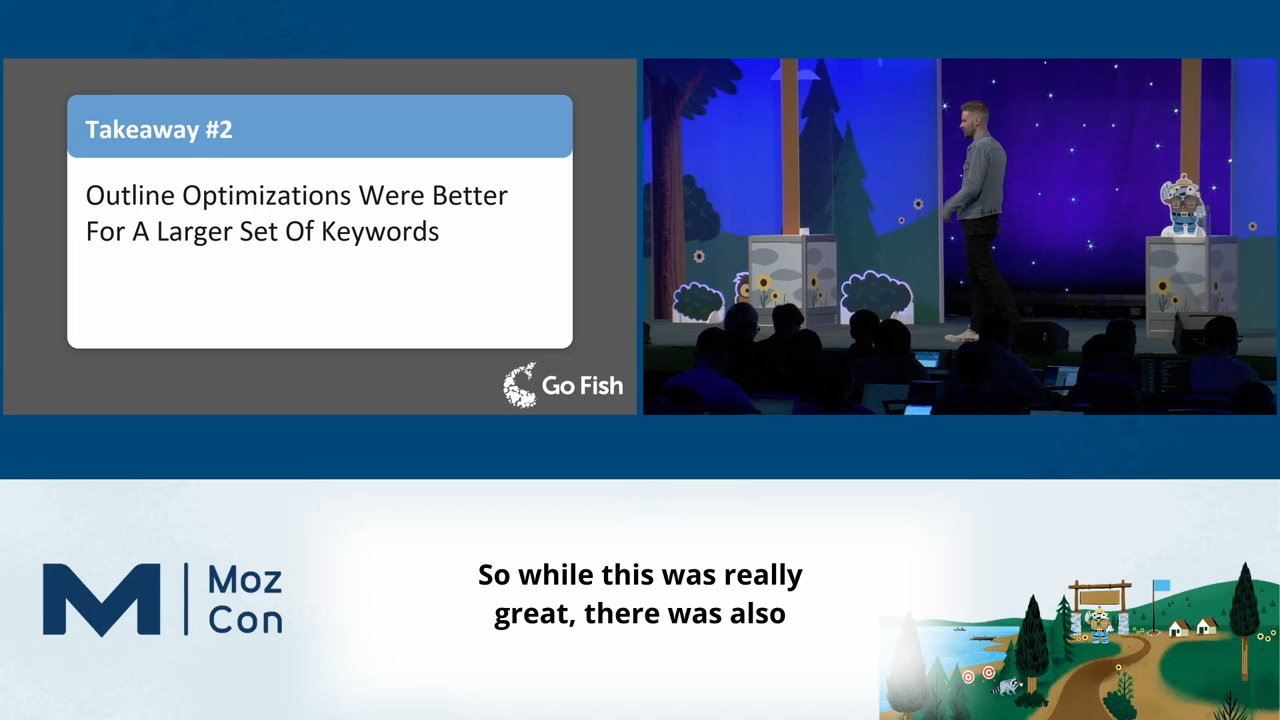 Takeaway #2
Outline Optimizations Were Better
For A Larger Set Of Keywords
Go Fish
Moz
Con
So while this was really
great, there was also